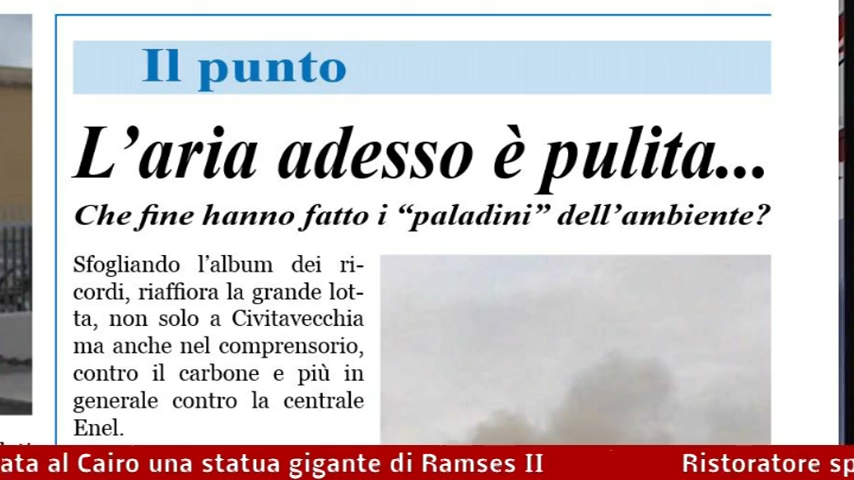 Il punto
L'aria adesso è pulita...
Che fine hanno fatto i “paladini” dell'ambiente?
Sfogliando l'album dei ri-
cordi, riaffiora la grande lot-
ta, non solo a Civitavecchia
ma anche nel comprensorio,
contro il carbone e più in
generale contro la centrale
Enel.
ata al Cairo una statua gigante di Ramses II
Ristoratore sp